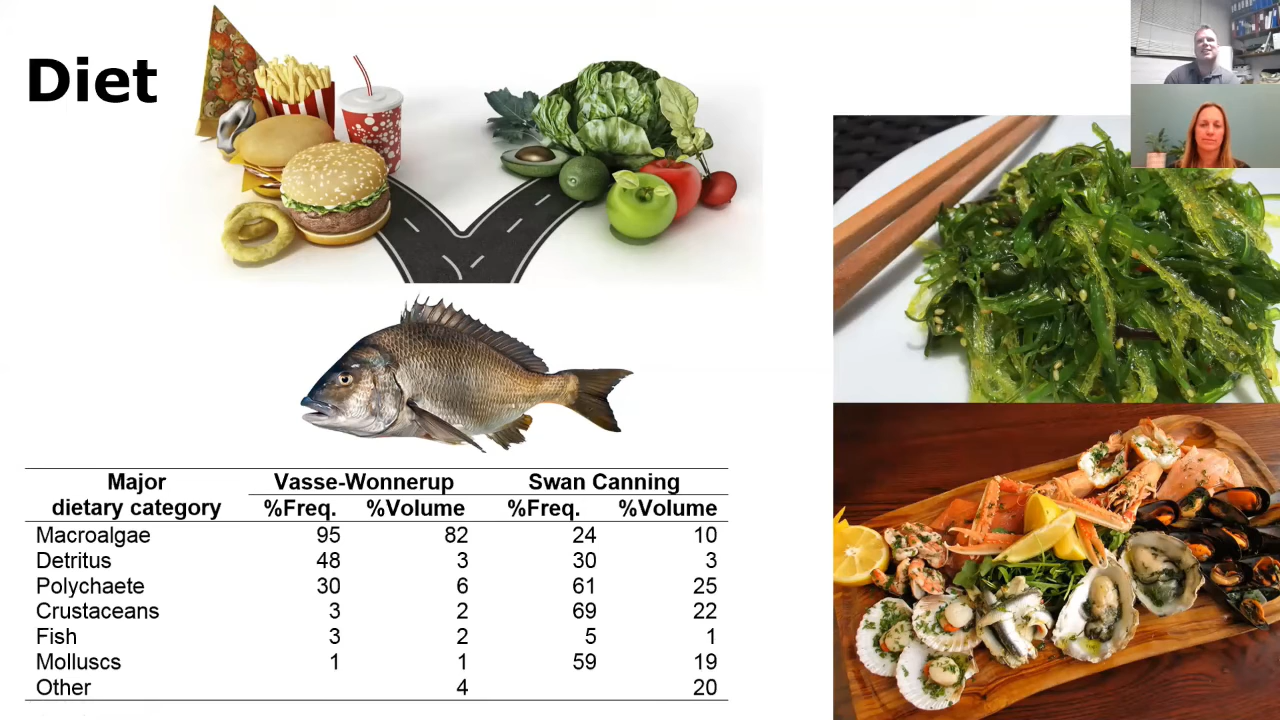 Diet
Major dietary category Vasse-Wonnerup Swan Canning
%Freq. %Volume %Freq. %Volume
Macroalgae 95 82 24 10
Detritus 48 3 30 3
Polychaete 30 6 61 25
Crustaceans 3 2 69 22
Fish 3 2 5 1
Molluscs 1 1 59 19
Other 4 20